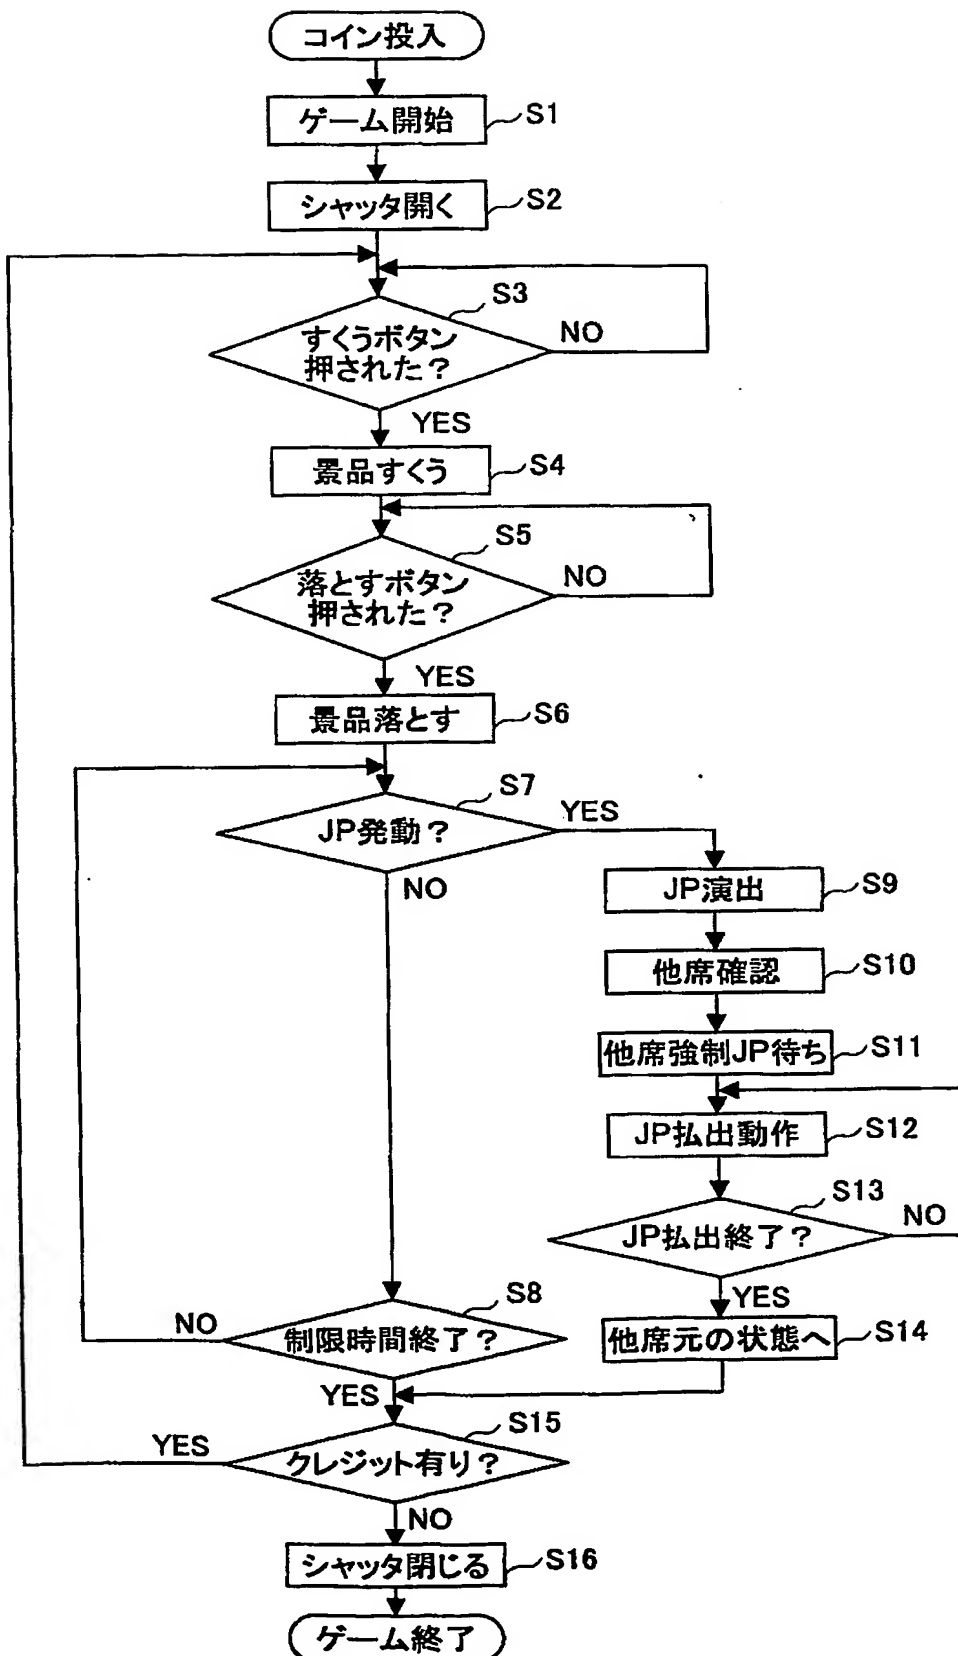 コイン投入
ゲーム開始
S1
シャッタ開く
S2
S3
すくうボタン
押された？
NO
YES
景品すくう
S4
S5
落とすボタン
押された？
NO
YES
景品落とす
S6
S7
JP発動？
YES
NO
JP演出
S9
他席確認
S10
他席強制JP待ち
S11
JP払出動作
S12
S13
JP払出終了？
NO
YES
S8
制限時間終了？
NO
YES
他席元の状態へ
S14
S15
クレジット有り？
YES
NO
シャッタ閉じる
S16
ゲーム終了